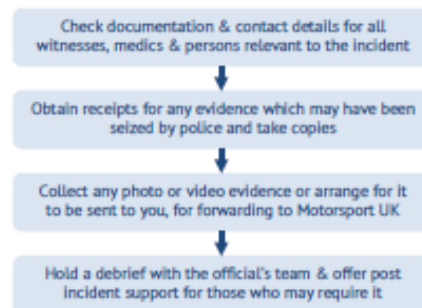 Check documentation & contact details for all
witnesses, medics & persons relevant to the incident
Obtain receipts for any evidence which may have been
seized by police and take copies
Collect any photo or video evidence or arrange for it
to be sent to you, for forwarding to Motorsport UK
Hold a debrief with the official's team & offer post
incident support for those who may require it